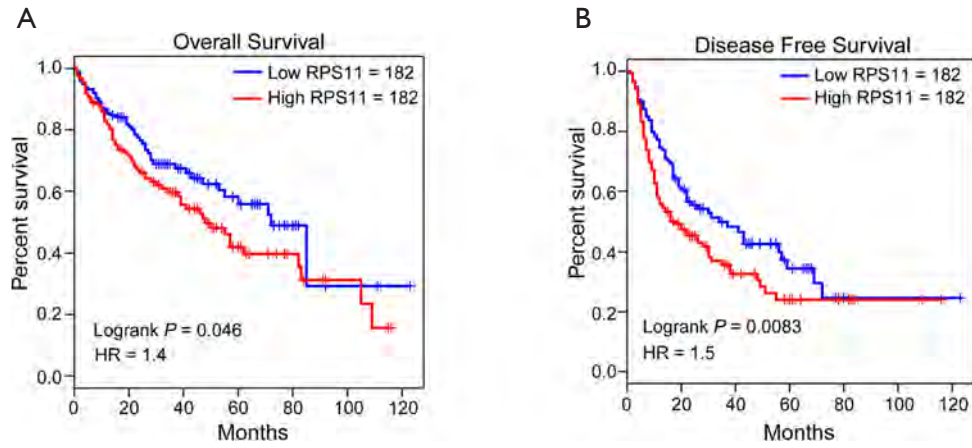 A
Overall Survival
Low RPS11 = 182
High RPS11 = 182
Percent survival
1.0
0.8
0.6
0.4
0.2
0.0
Logrank P = 0.046
HR = 1.4
0 20 40 60 80 100 120
Months
B
Disease Free Survival
Low RPS11 = 182
High RPS11 = 182
Percent survival
1.0
0.8
0.6
0.4
0.2
0.0
Logrank P = 0.0083
HR = 1.5
0 20 40 60 80 100 120
Months